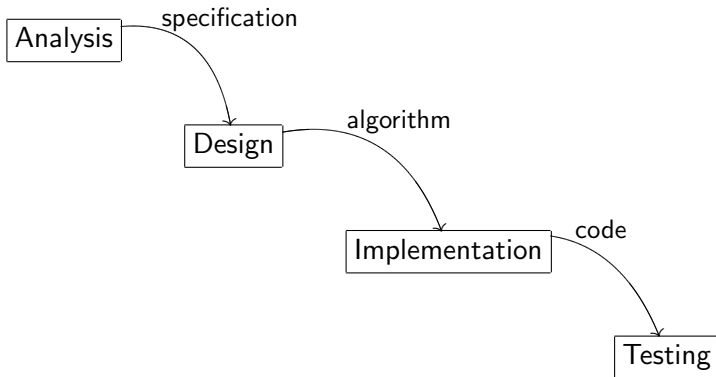 specification
Analysis
algorithm
Design
code
Implementation
Testing